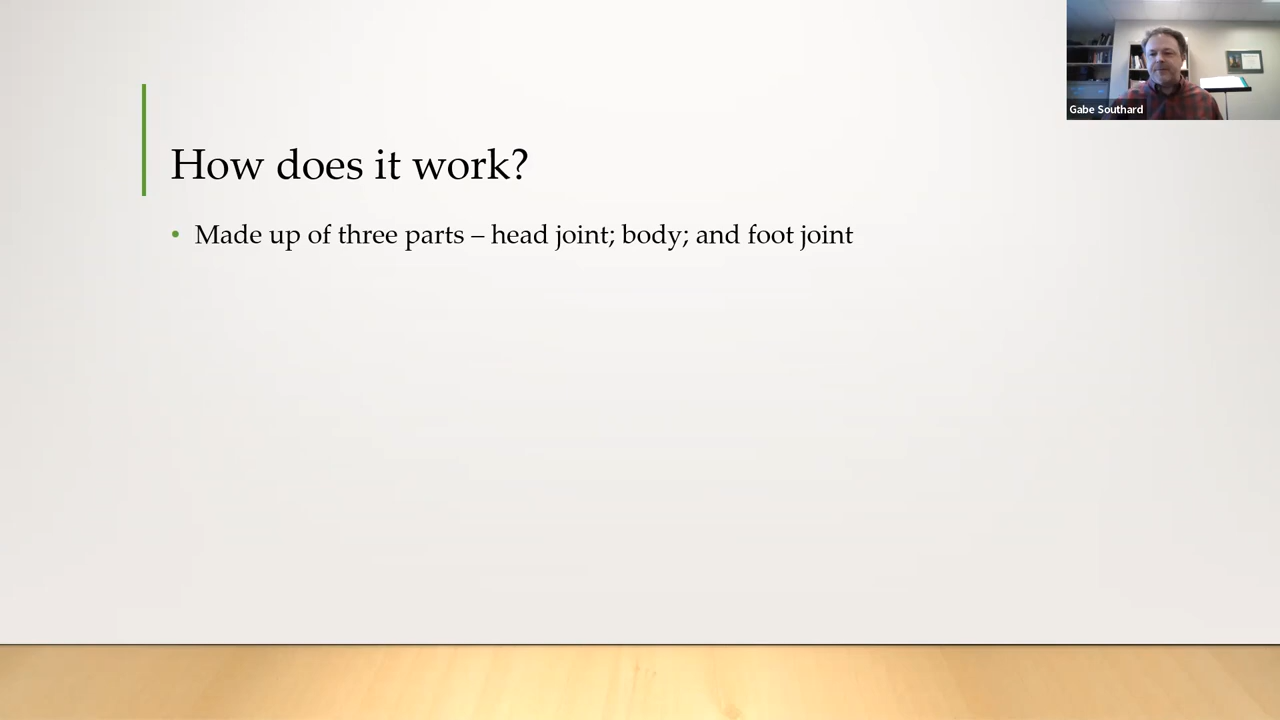 Gabe Southard
How does it work?
• Made up of three parts – head joint; body; and foot joint